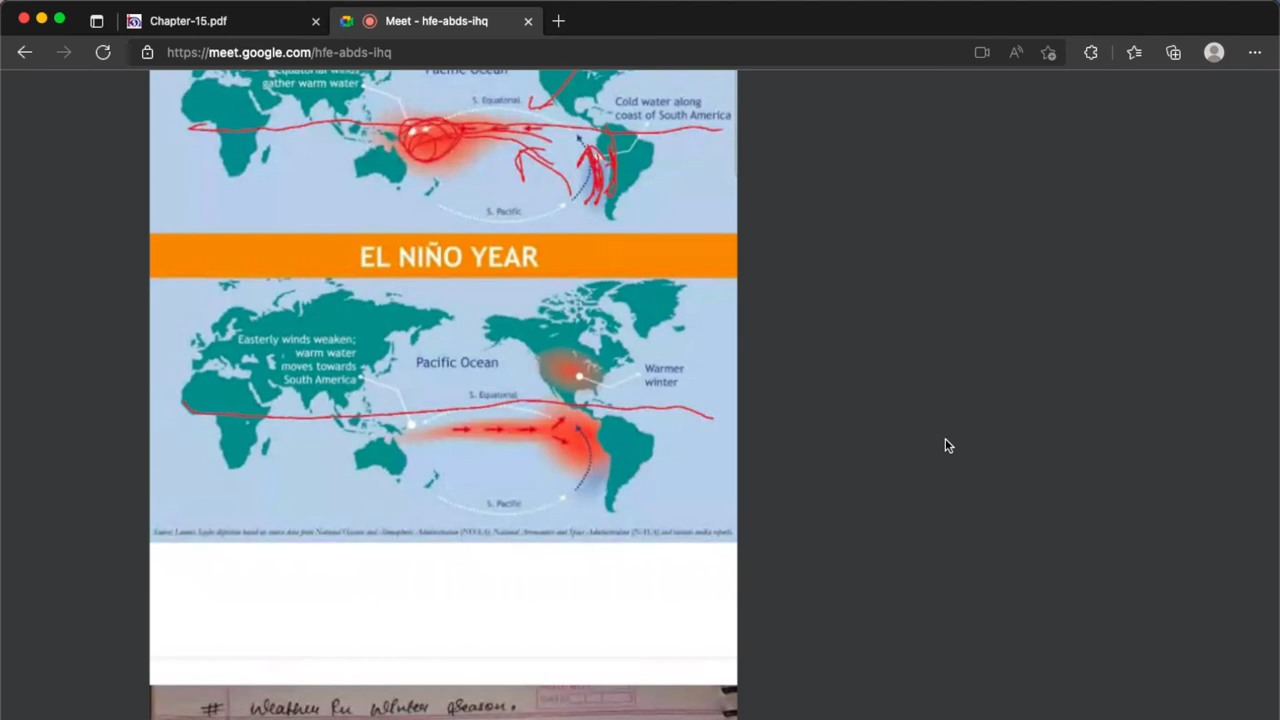 Chapter-15.pdf
Meet - hfe-abds-ihq
https://meet.google.com/hfe-abds-ihq
Equatorial winds
gather warm water
Pacific Ocean
S. Equatorial
Cold water along
coast of South America
S. Pacific
EL NIÑO YEAR
Easterly winds weaken;
warm water
moves towards
South America
Pacific Ocean
Warmer
winter
S. Equatorial
S. Pacific
# Weather in Winter